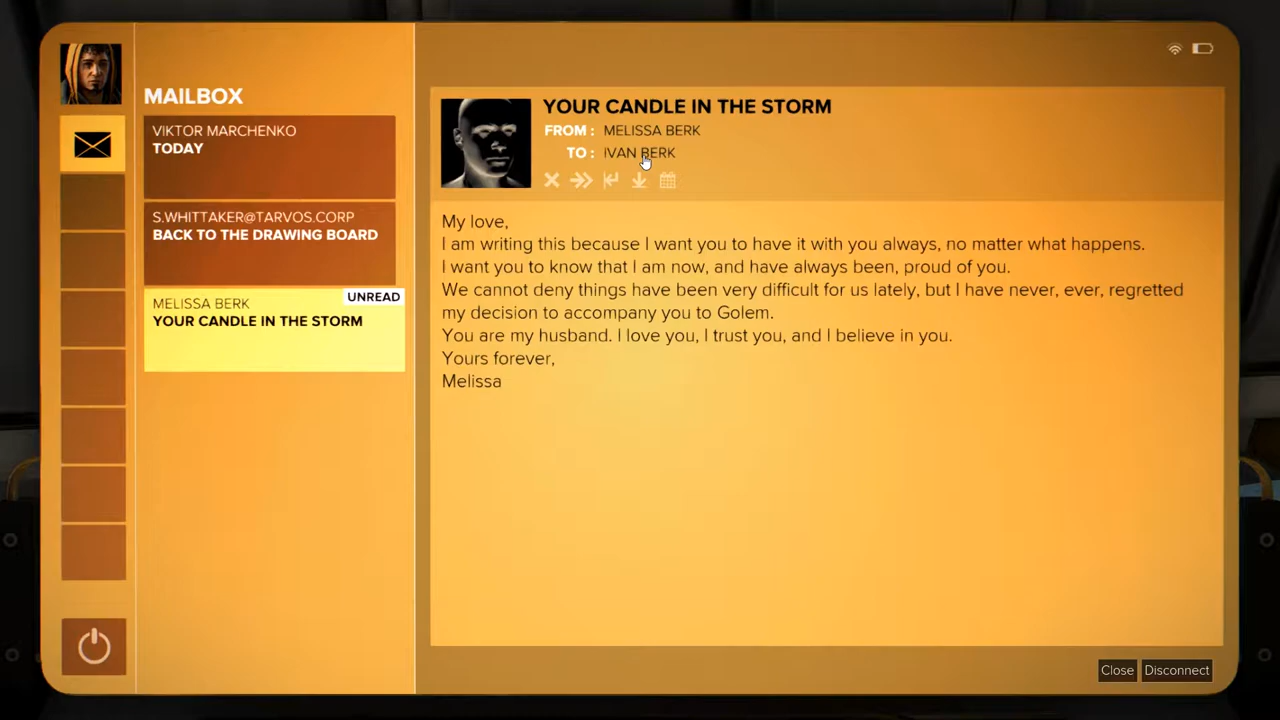 MAILBOX
VIKTOR MARCHENKO
TODAY
S.WHITTAKER@TARVOS.CORP
BACK TO THE DRAWING BOARD
UNREAD
MELISSA BERK
YOUR CANDLE IN THE STORM
YOUR CANDLE IN THE STORM
FROM : MELISSA BERK
TO : IVAN BERK
My love,
I am writing this because I want you to have it with you always, no matter what happens.
I want you to know that I am now, and have always been, proud of you.
We cannot deny things have been very difficult for us lately, but I have never, ever, regretted
my decision to accompany you to Golem.
You are my husband. I love you, I trust you, and I believe in you.
Yours forever,
Melissa
Close Disconnect